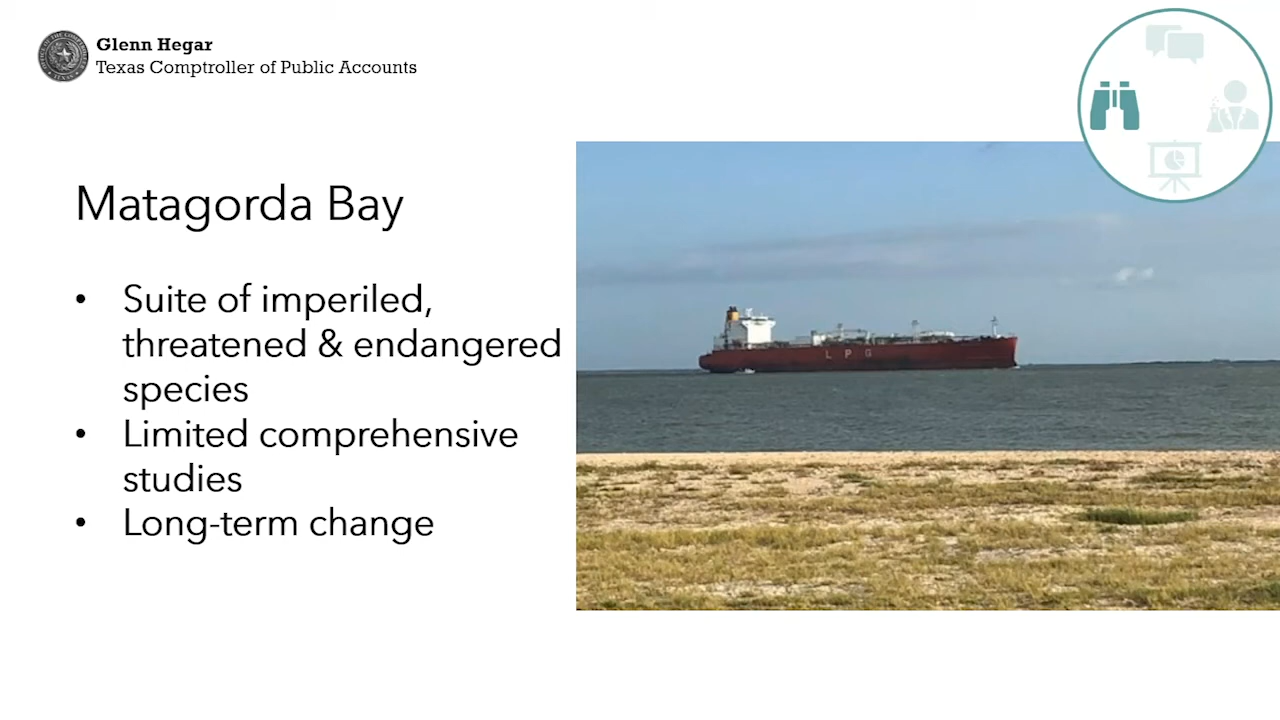 Glenn Hegar
Texas Comptroller of Public Accounts
Matagorda Bay
• Suite of imperiled,
threatened & endangered
species
• Limited comprehensive
studies
• Long-term change
LPG